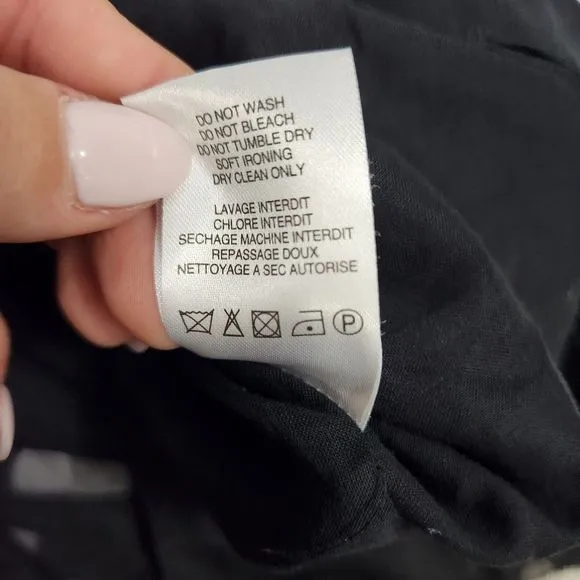 DO NOT WASH
DO NOT BLEACH
DO NOT TUMBLE DRY
SOFT IRONING
DRY CLEAN ONLY
LAVAGE INTERDIT
CHLORE INTERDIT
SECHAGE MACHINE INTERDIT
REPASSAGE DOUX
NETTOYAGE A SEC AUTORISE
P